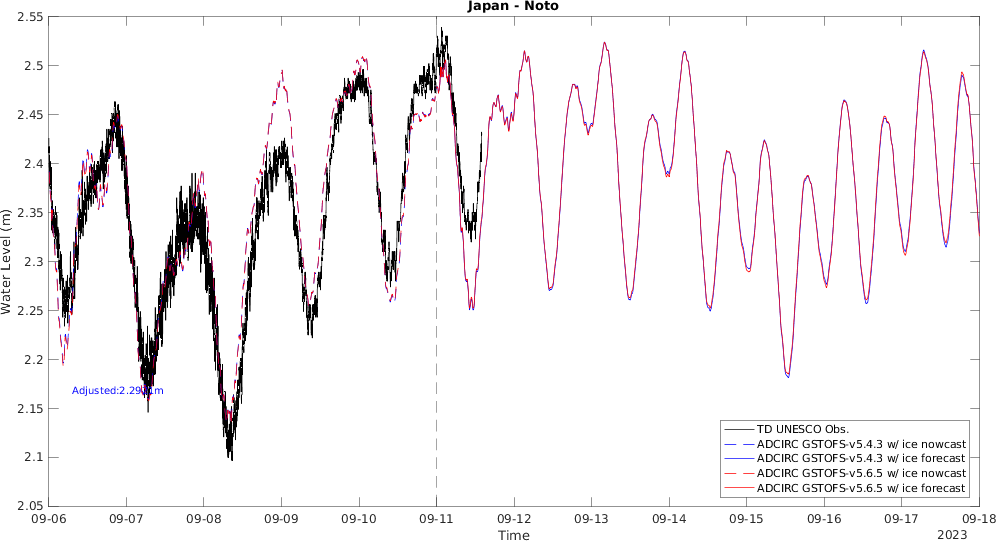 Japan - Noto
2.55
2.5
2.45
2.4
2.35
2.3
2.25
2.2
2.15
2.1
2.05
Water Level (m)
Adjusted:2.29
TD UNESCO Obs.
ADCIRC GSTOFS-v5.4.3 w/ ice nowcast
ADCIRC GSTOFS-v5.4.3 w/ ice forecast
ADCIRC GSTOFS-v5.6.5 w/ ice nowcast
ADCIRC GSTOFS-v5.6.5 w/ ice forecast
09-06 09-07 09-08 09-09 09-10 09-11 09-12 09-13 09-14 09-15 09-16 09-17 09-18
Time
2023